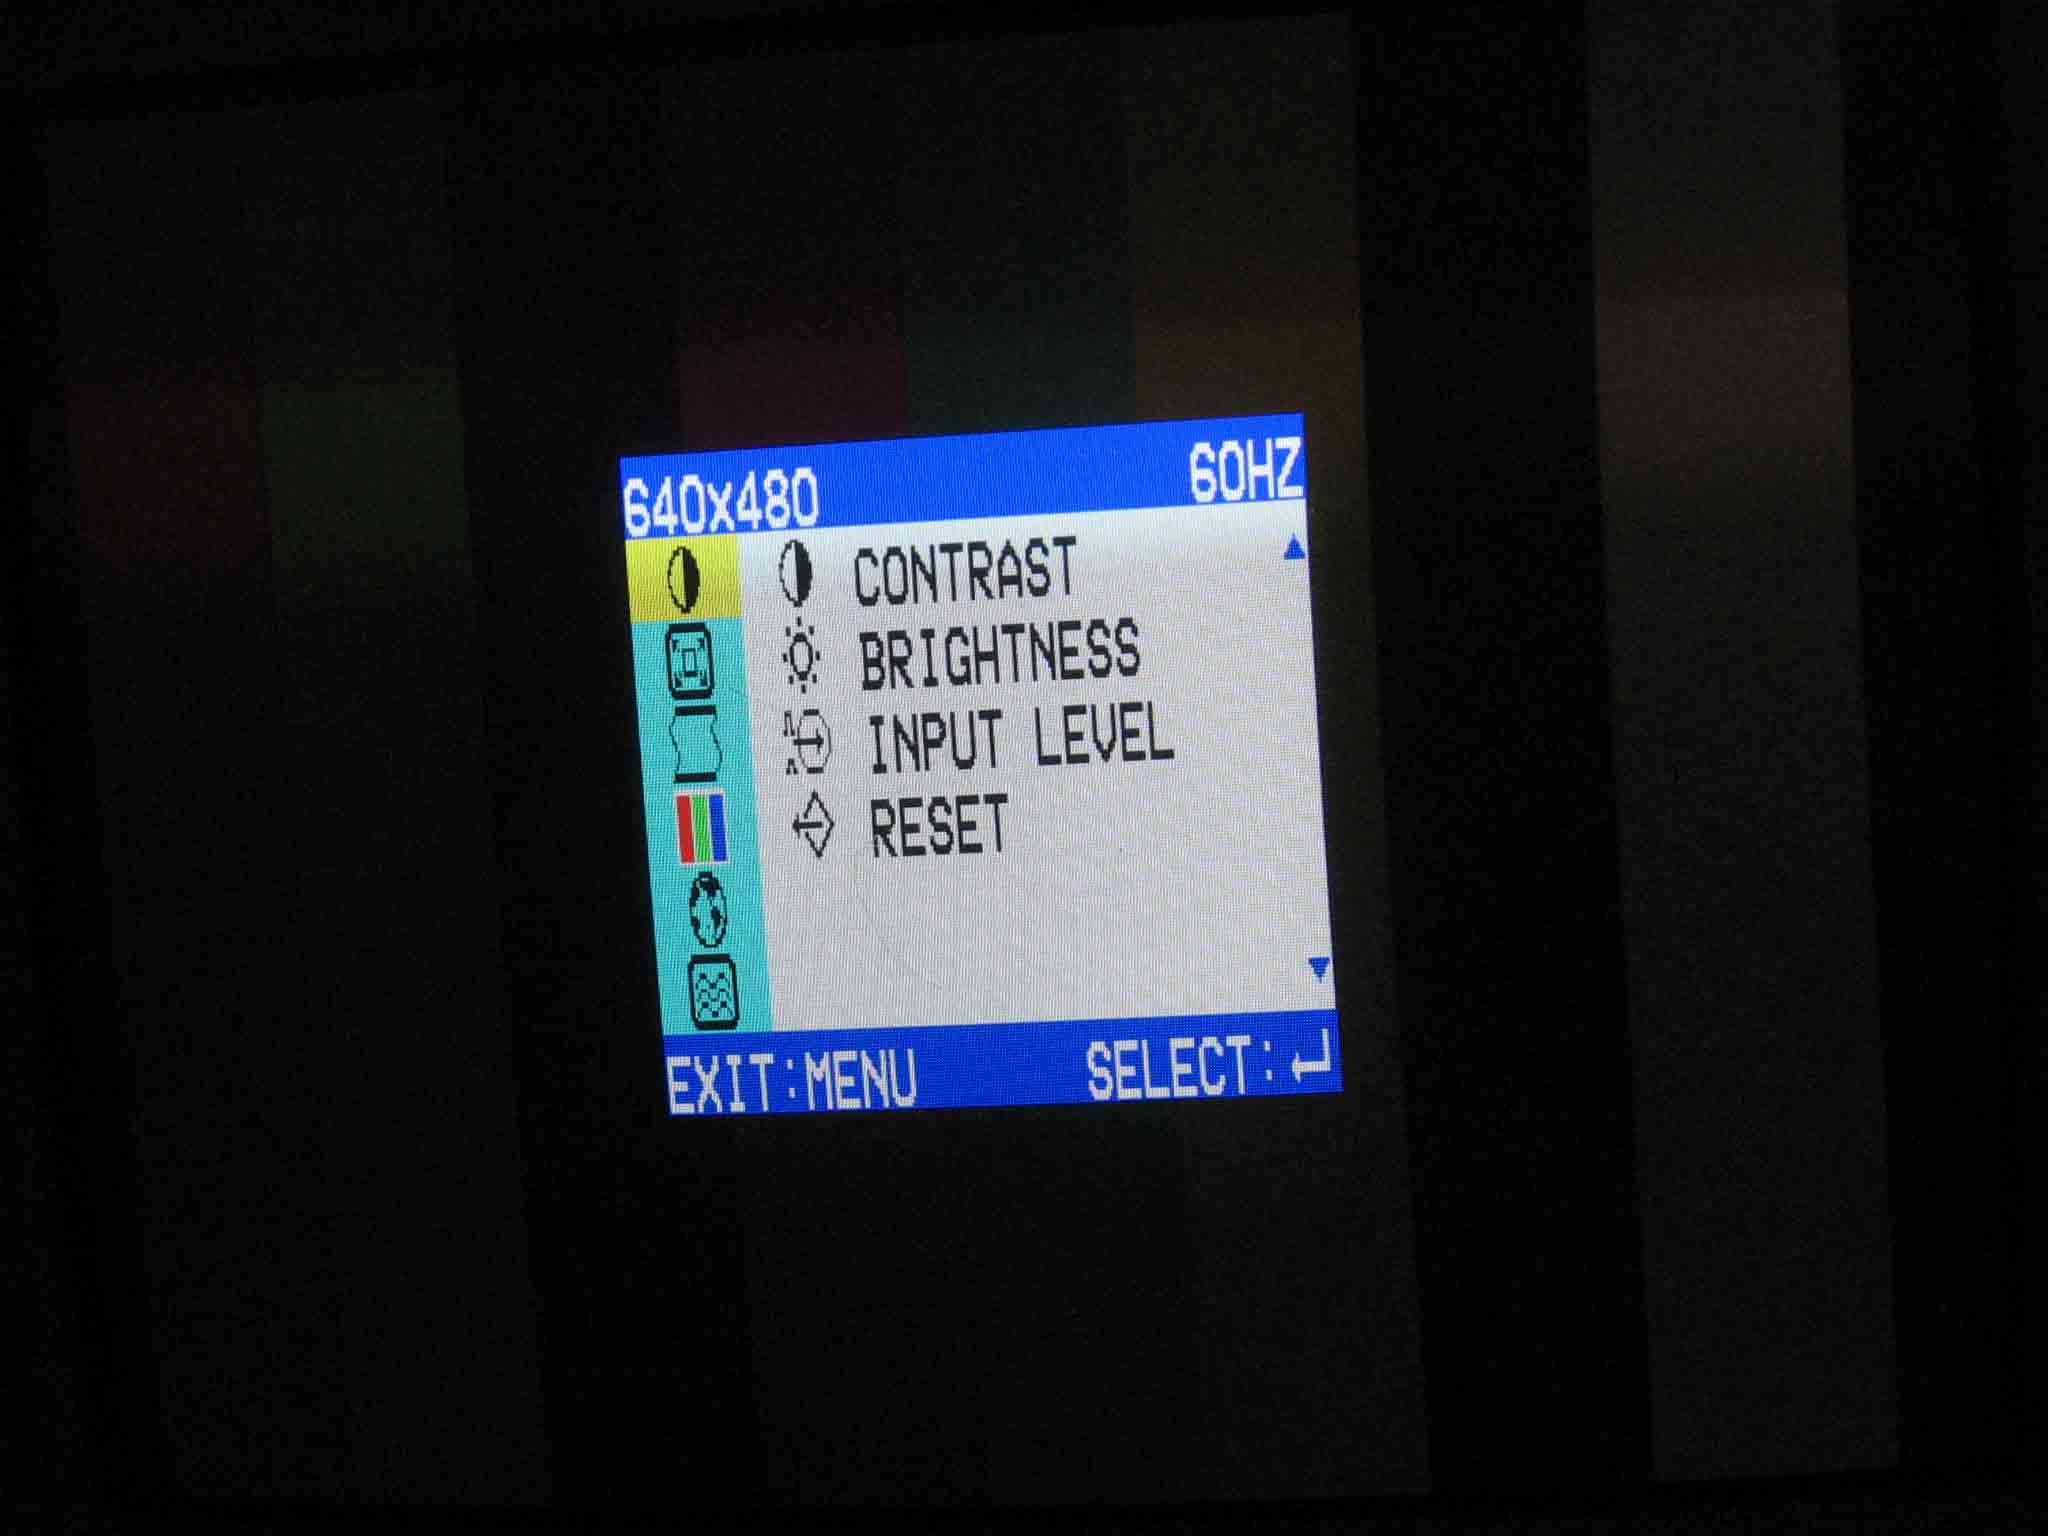 640x480 60HZ
CONTRAST
BRIGHTNESS
INPUT LEVEL
RESET
EXIT:MENU SELECT:↵